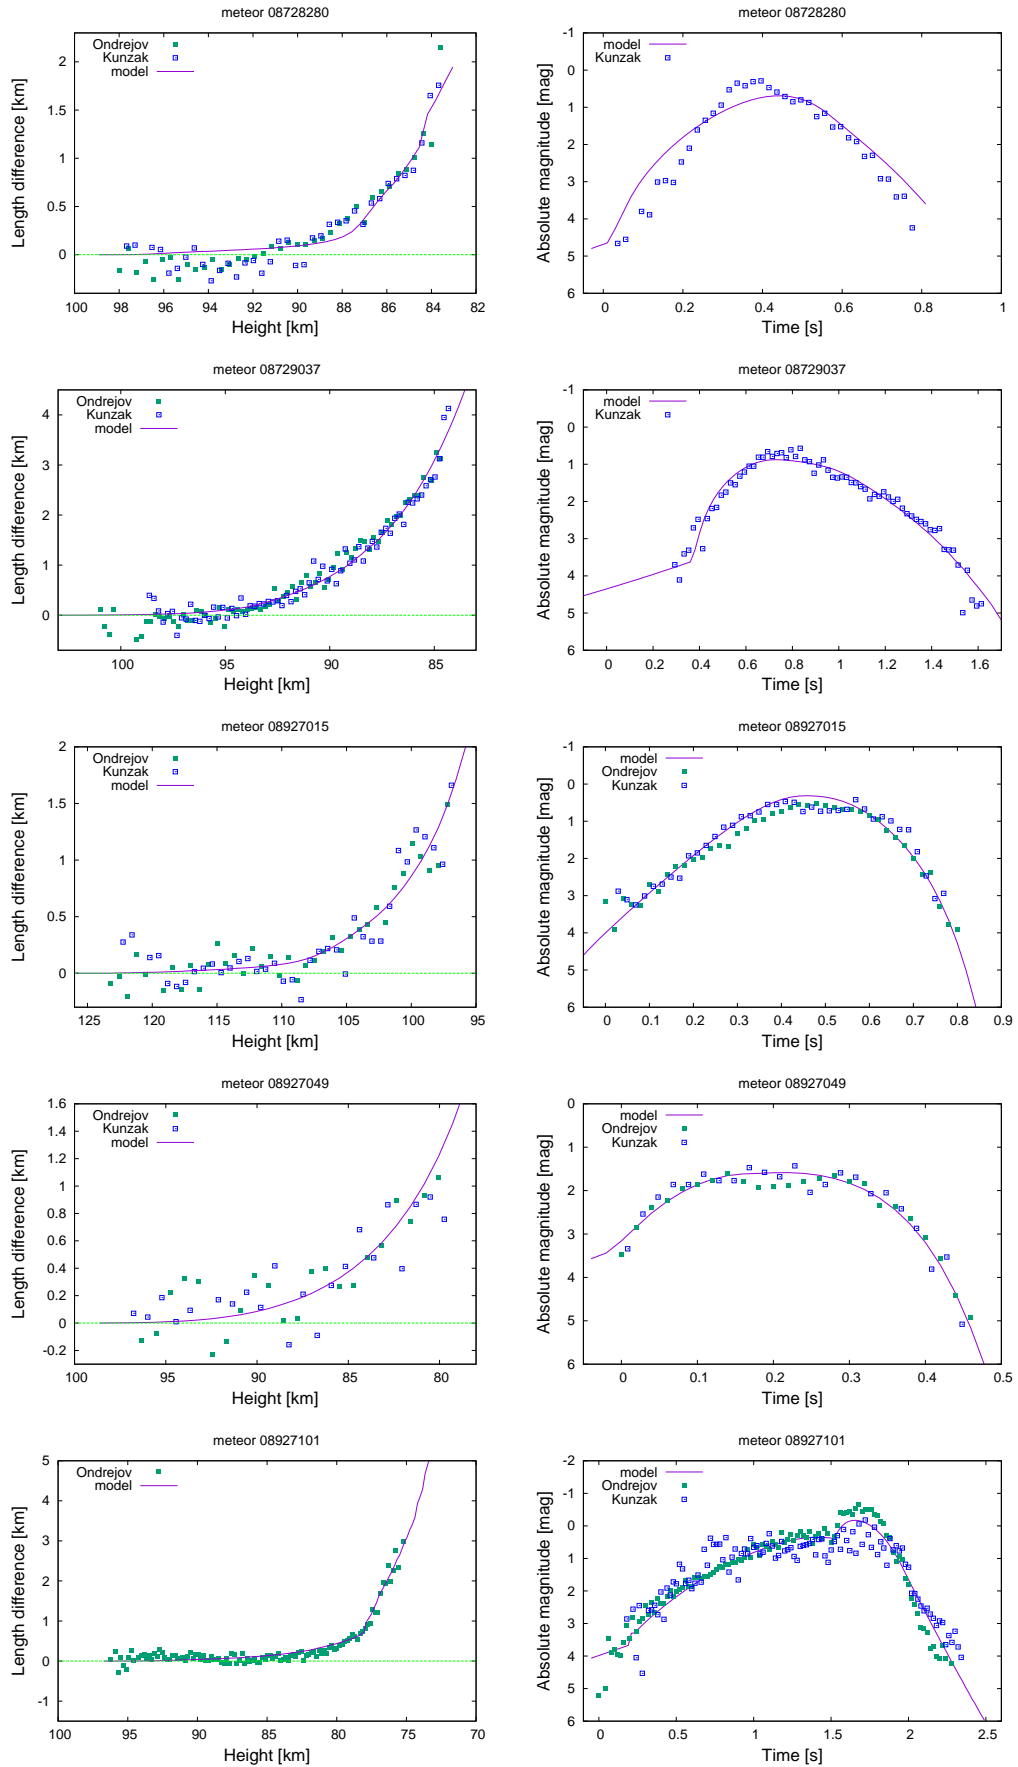 meteor 08728280
Length difference [km]
Ondrejov
Kunzak
model
2
1.5
1
0.5
0
100 98 96 94 92 90 88 86 84 82
Height [km]
meteor 08728280
Absolute magnitude [mag]
model
Kunzak
-1
0
1
2
3
4
5
6
0 0.2 0.4 0.6 0.8 1
Time [s]
meteor 08729037
Length difference [km]
Ondrejov
Kunzak
model
4
3
2
1
0
100 95 90 85
Height [km]
meteor 08729037
Absolute magnitude [mag]
model
Kunzak
-1
0
1
2
3
4
5
6
0 0.2 0.4 0.6 0.8 1 1.2 1.4 1.6
Time [s]
meteor 08927015
Length difference [km]
Ondrejov
Kunzak
model
2
1.5
1
0.5
0
125 120 115 110 105 100 95
Height [km]
meteor 08927015
Absolute magnitude [mag]
model
Ondrejov
Kunzak
-1
0
1
2
3
4
5
6
0 0.1 0.2 0.3 0.4 0.5 0.6 0.7 0.8 0.9
Time [s]
meteor 08927049
Length difference [km]
Ondrejov
Kunzak
model
1.6
1.4
1.2
1
0.8
0.6
0.4
0.2
0
-0.2
100 95 90 85 80
Height [km]
meteor 08927049
Absolute magnitude [mag]
model
Ondrejov
Kunzak
0
1
2
3
4
5
6
0 0.1 0.2 0.3 0.4 0.5
Time [s]
meteor 08927101
Length difference [km]
Ondrejov
model
5
4
3
2
1
0
-1
100 95 90 85 80 75 70
Height [km]
meteor 08927101
Absolute magnitude [mag]
model
Ondrejov
Kunzak
-2
-1
0
1
2
3
4
5
6
0 0.5 1 1.5 2 2.5
Time [s]